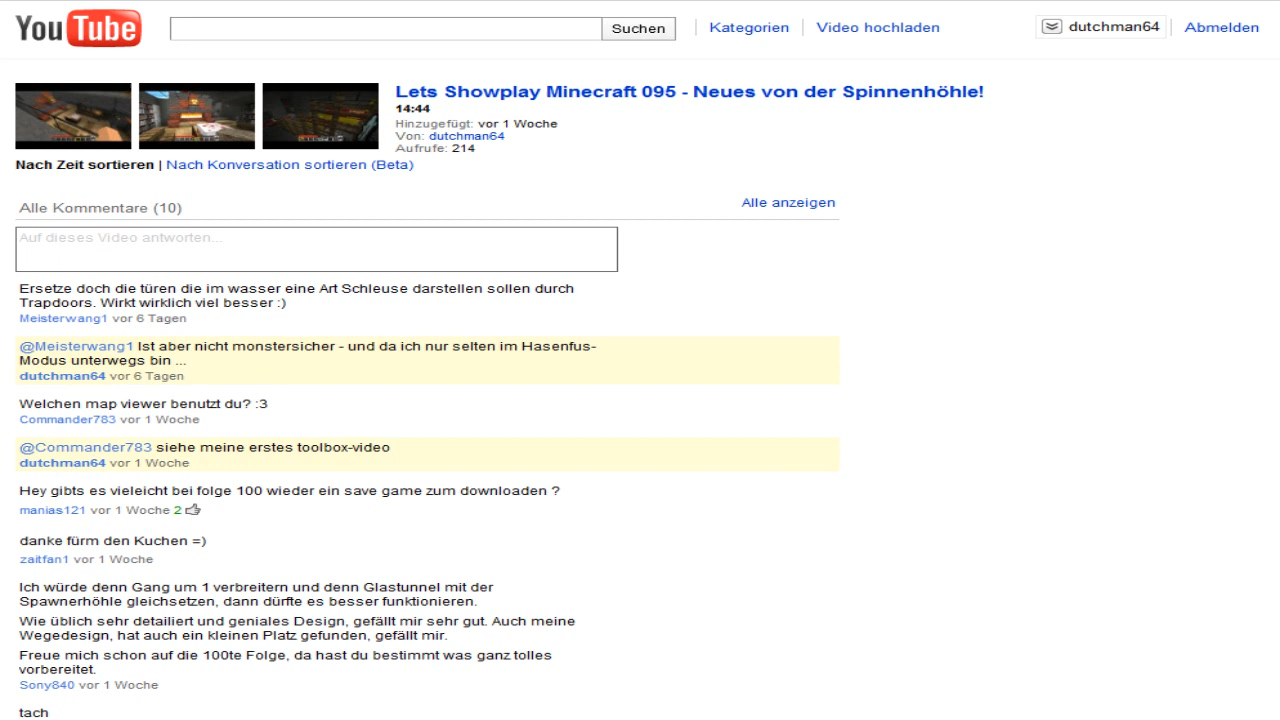 YouTube
Suchen
Kategorien
Video hochladen
dutchman64
Abmelden
Lets Showplay Minecraft 095 - Neues von der Spinnenhöhle!
14:44
Hinzugefügt: vor 1 Woche
Von: dutchman64
Aufrufe: 214
Nach Zeit sortieren | Nach Konversation sortieren (Beta)
Alle Kommentare (10)
Alle anzeigen
Auf dieses Video antworten...
Ersetze doch die türen die im wasser eine Art Schleuse darstellen sollen durch
Trapdoors. Wirkt wirklich viel besser :)
Meisterwang1 vor 6 Tagen
@Meisterwang1 Ist aber nicht monstersicher - und da ich nur selten im Hasenfus-
Modus unterwegs bin ...
dutchman64 vor 6 Tagen
Welchen map viewer benutzt du? :3
Commander783 vor 1 Woche
@Commander783 siehe meine erstes toolbox-video
dutchman64 vor 1 Woche
Hey gibts es vieleicht bei folge 100 wieder ein save game zum downloaden ?
manias121 vor 1 Woche 2
danke fürm den Kuchen =)
zaitfan1 vor 1 Woche
Ich würde denn Gang um 1 verbreitern und denn Glastunnel mit der
Spawnerhöhle gleichsetzen, dann dürfte es besser funktionieren.
Wie üblich sehr detailiert und geniales Design, gefällt mir sehr gut. Auch meine
Wegedesign, hat auch ein kleinen Platz gefunden, gefällt mir.
Freue mich schon auf die 100te Folge, da hast du bestimmt was ganz tolles
vorbereitet.
Sony840 vor 1 Woche
tach